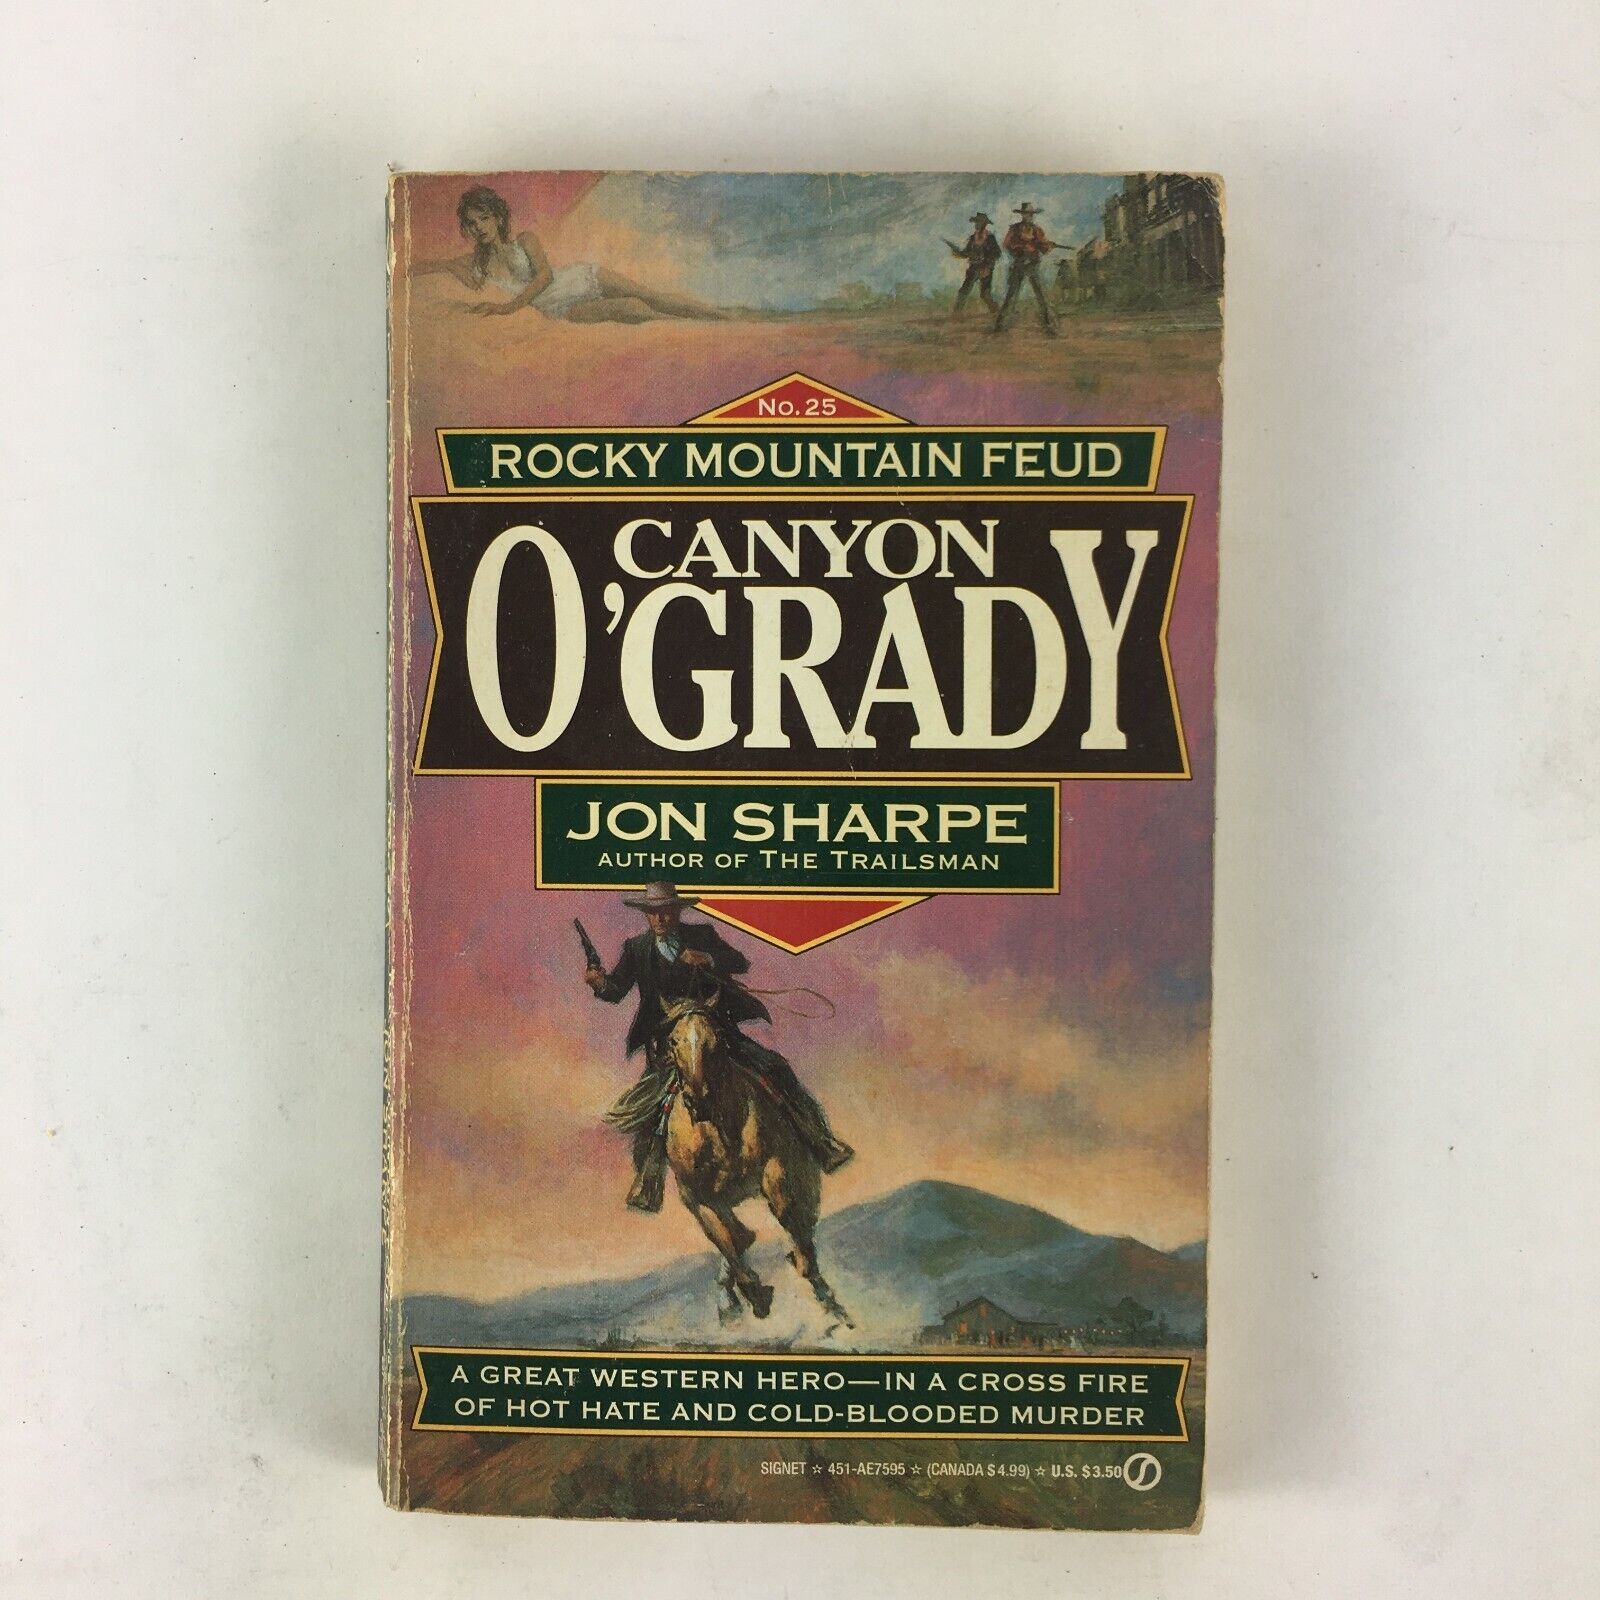 No. 25
ROCKY MOUNTAIN FEUD
CANYON
O'GRADY
JON SHARPE
AUTHOR OF THE TRAILSMAN
A GREAT WESTERN HERO—IN A CROSS FIRE
OF HOT HATE AND COLD-BLOODED MURDER
SIGNET ☆ 451-AE7595 ☆ (CANADA $4.99) ☆ U.S. $3.50